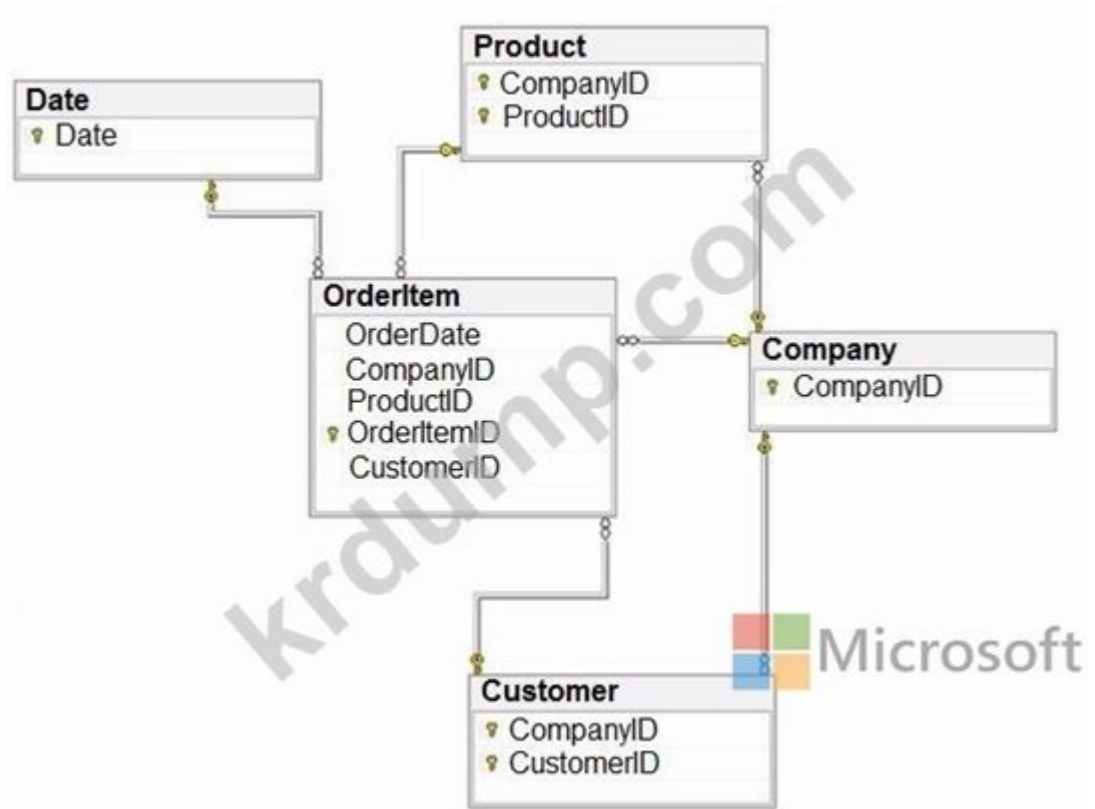 Product
CompanyID
ProductID
Date
Date
OrderItem
OrderDate
CompanyID
ProductID
OrderItemID
CustomerID
Company
CompanyID
Customer
CompanyID
CustomerID
krdump.com
Microsoft